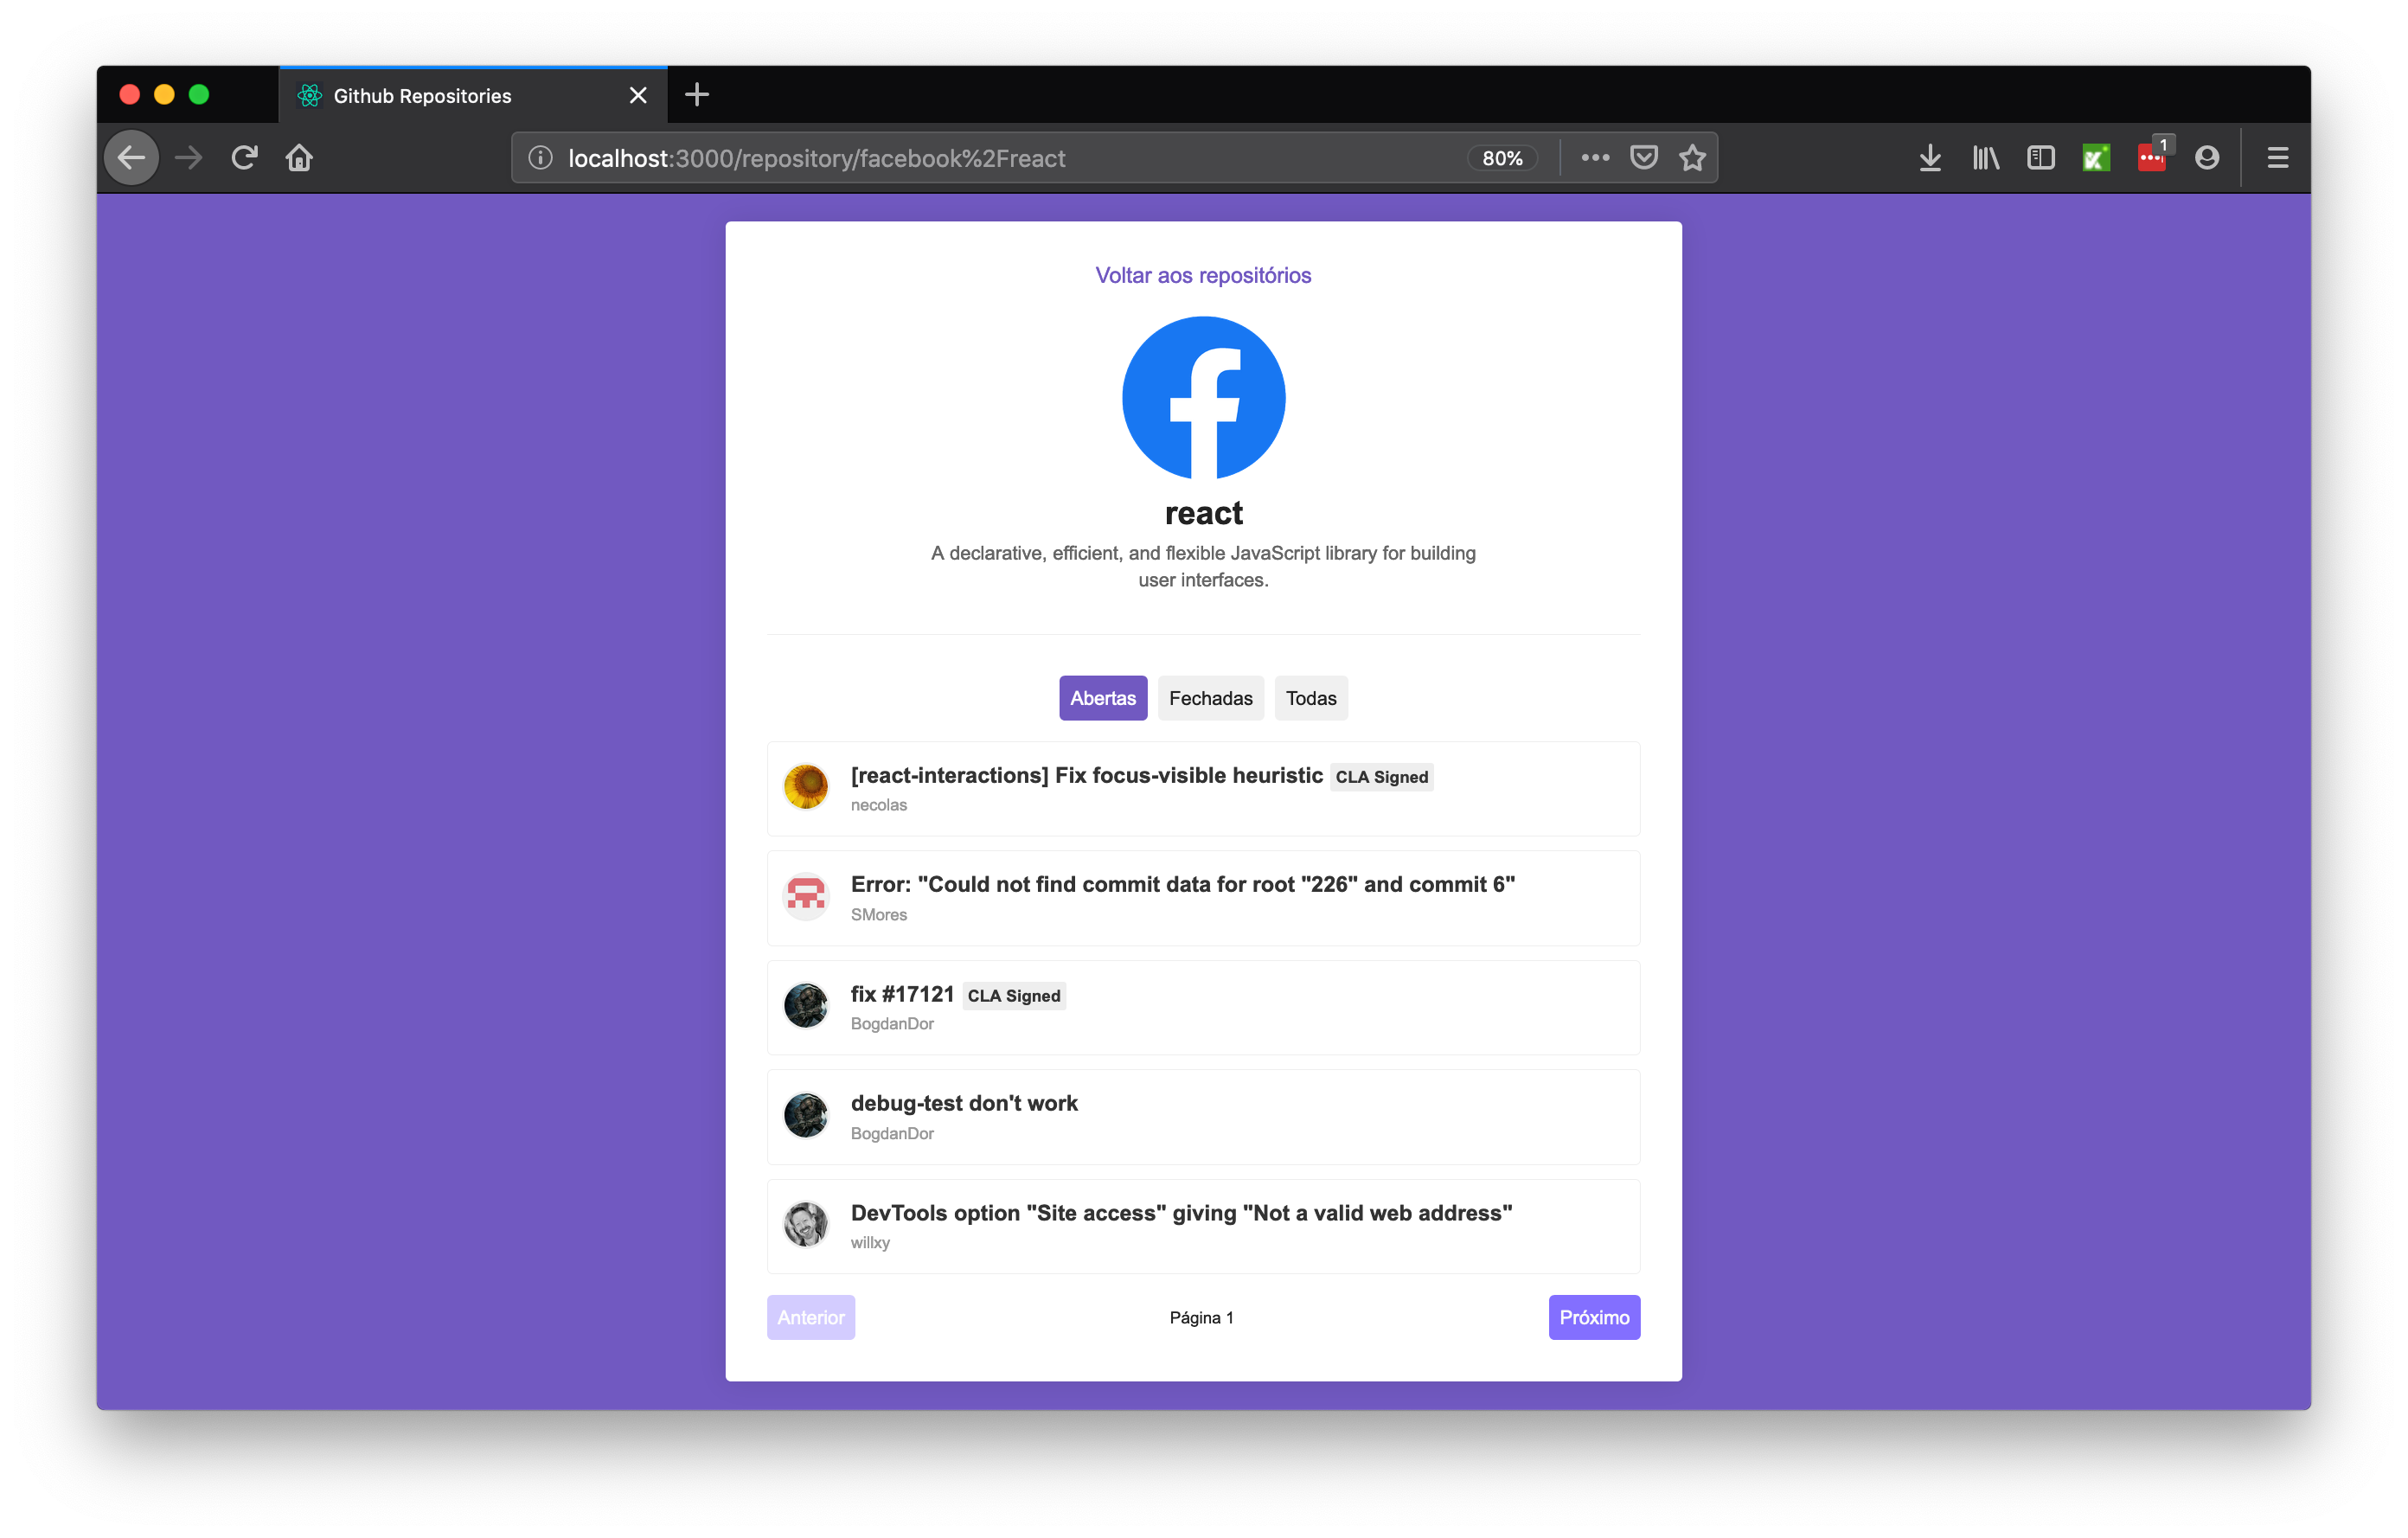 Github Repositories
localhost:3000/repository/facebook%2Freact
80%
1
Voltar aos repositórios
react
A declarative, efficient, and flexible JavaScript library for building
user interfaces.
Abertas Fechadas Todas
[react-interactions] Fix focus-visible heuristic CLA Signed
necolas
Error: "Could not find commit data for root "226" and commit 6"
SMores
fix #17121 CLA Signed
BogdanDor
debug-test don't work
BogdanDor
DevTools option "Site access" giving "Not a valid web address"
willxy
Anterior Página 1 Próximo